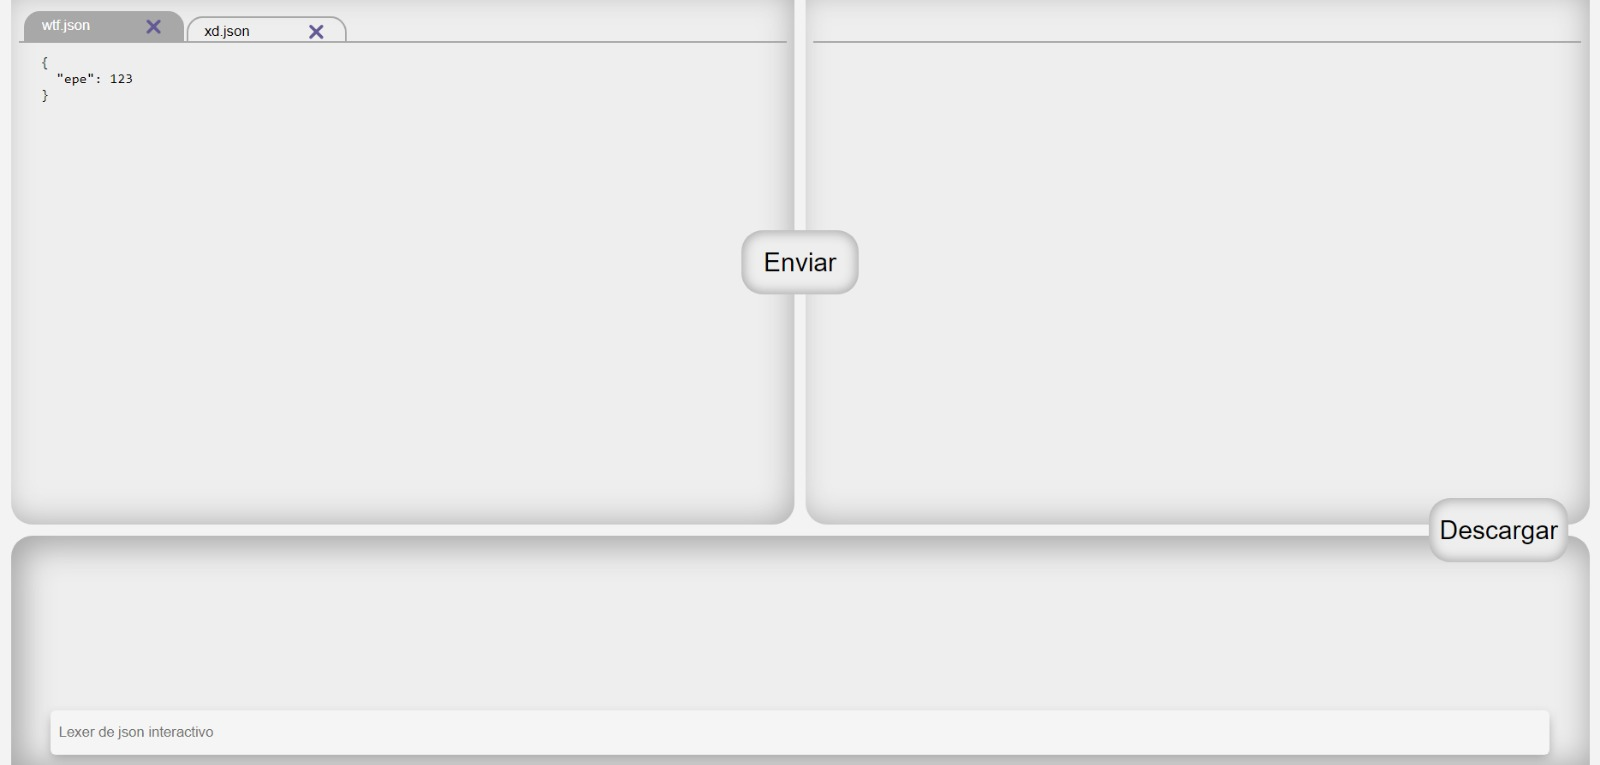 wtf.json
xd.json
{
  "epe": 123
}
Enviar
Descargar
Lexer de json interactivo